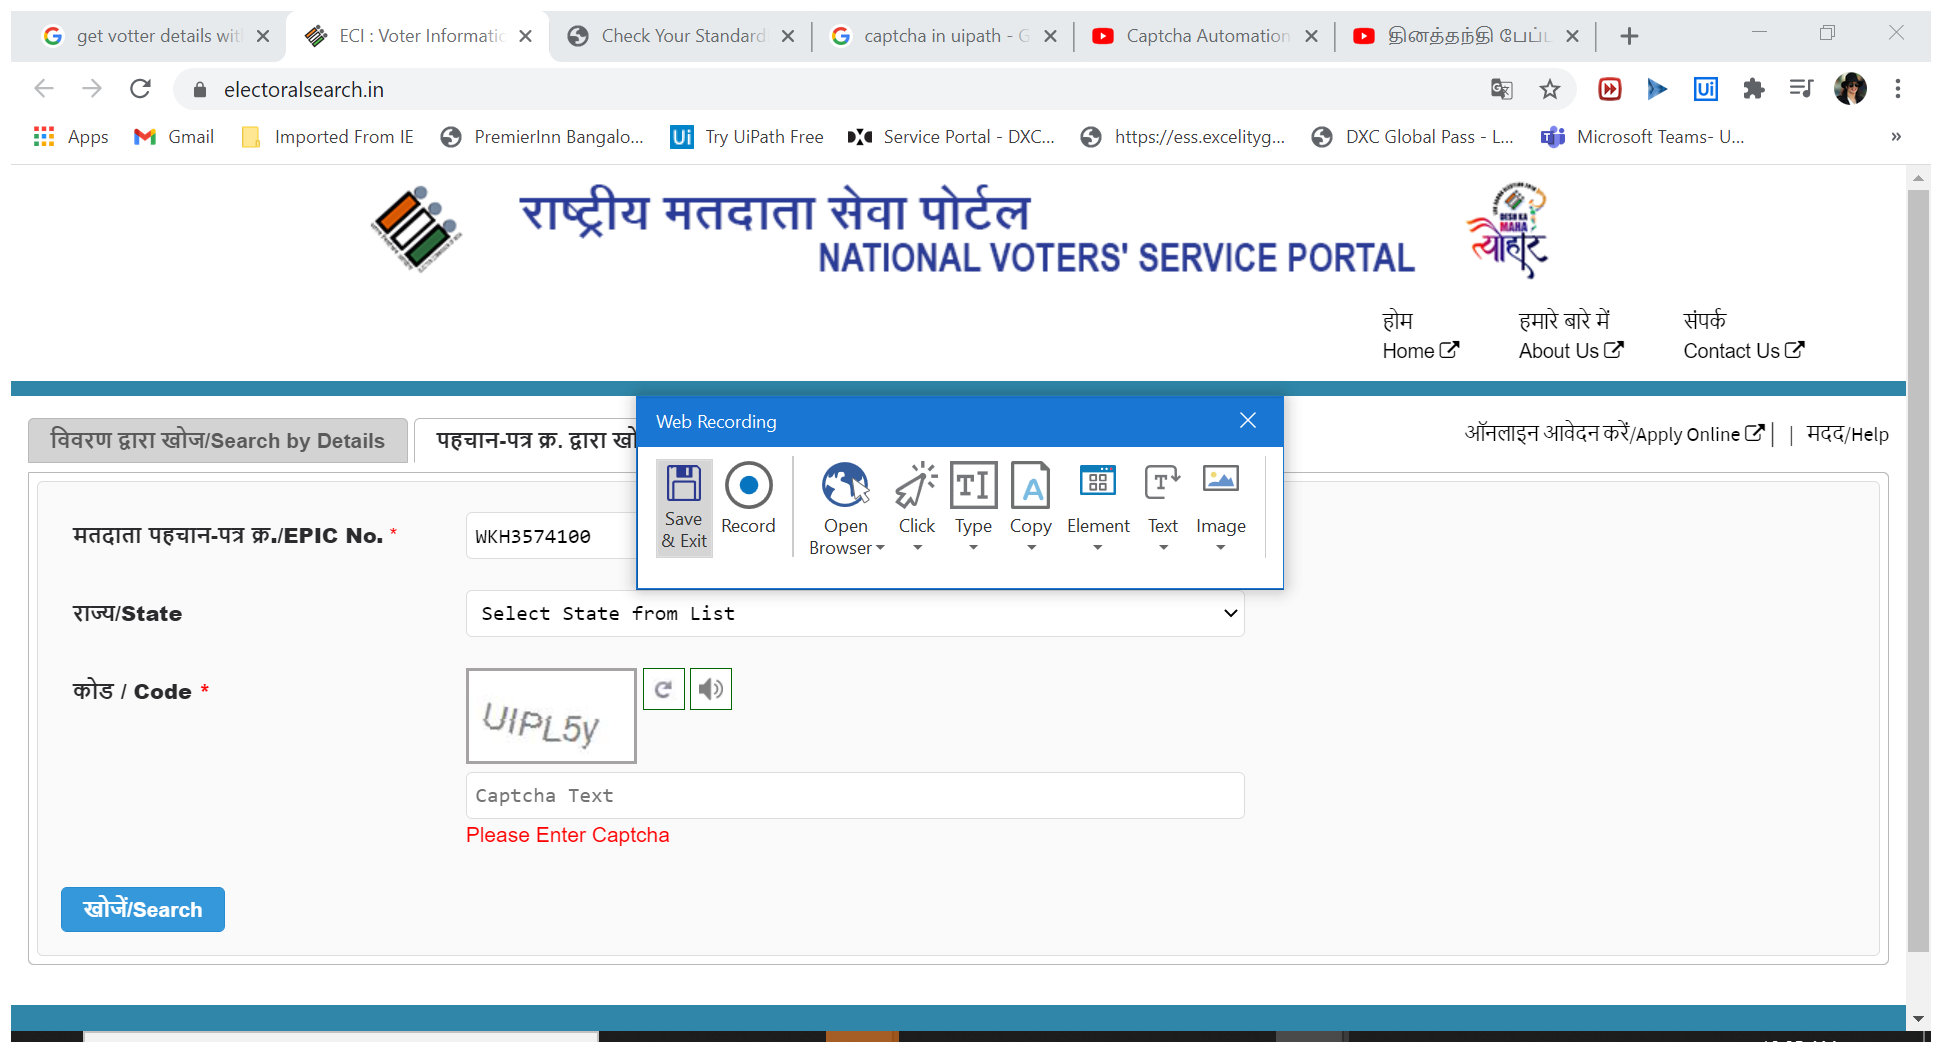 get votter details wit
ECI : Voter Informatic
Check Your Standard
captcha in uipath - G
Captcha Automation
தினத்தந்தி பேப்ட
electoralsearch.in
Apps
Gmail
Imported From IE
PremierInn Bangalo...
Ui
Try UiPath Free
Service Portal - DXC...
https://ess.excelityg...
DXC Global Pass - L...
Microsoft Teams- U...
»
राष्ट्रीय मतदाता सेवा पोर्टल
NATIONAL VOTERS' SERVICE PORTAL
DESH KA
MAHA
त्योहार
होम
Home
हमारे बारे में
About Us
संपर्क
Contact Us
विवरण द्वारा खोज/Search by Details
पहचान-पत्र क्र. द्वारा खो
ऑनलाइन आवेदन करें/Apply Online | | मदद/Help
Web Recording
Save
& Exit
Record
Open
Browser
Click
Type
Copy
Element
Text
Image
मतदाता पहचान-पत्र क्र./EPIC No. *
WKH3574100
राज्य/State
Select State from List
कोड / Code *
UIPL5y
Captcha Text
Please Enter Captcha
खोजें/Search